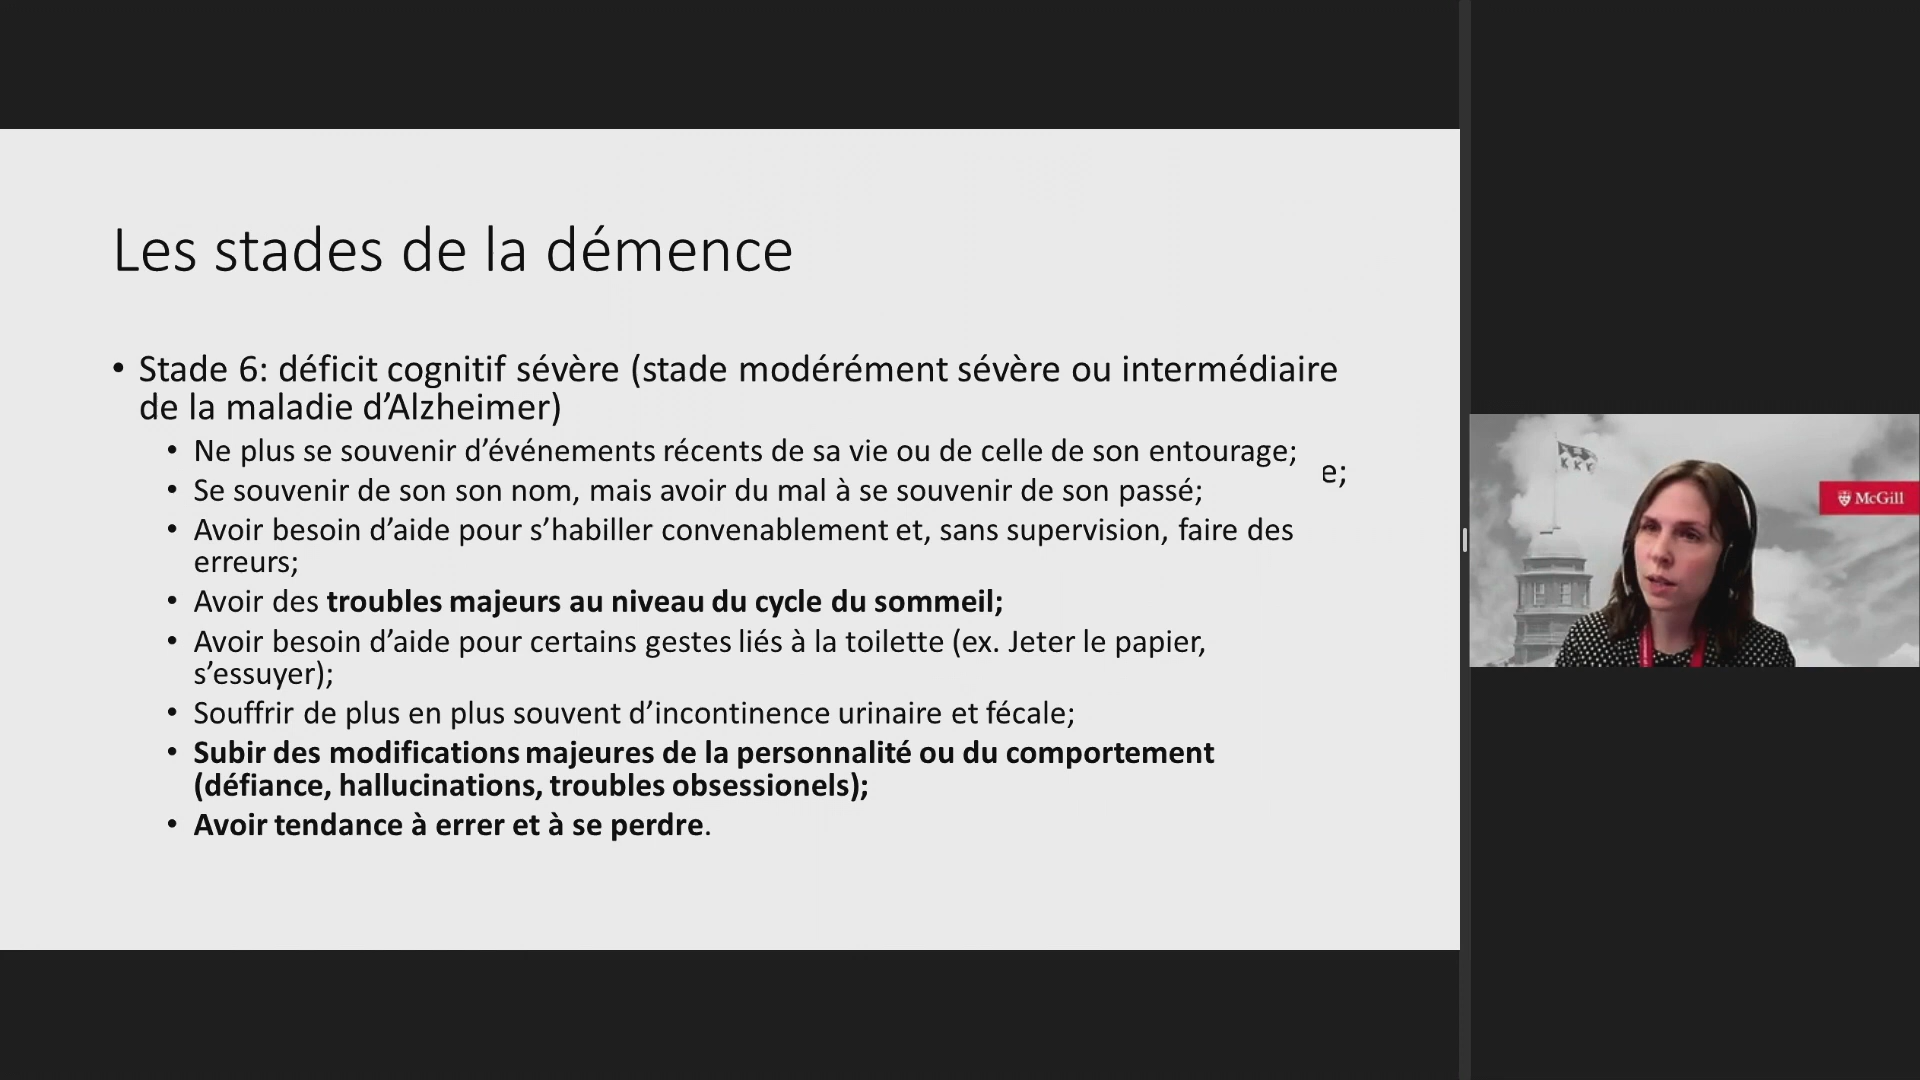 Les stades de la démence
• Stade 6: déficit cognitif sévère (stade modérément sévère ou intermédiaire
de la maladie d'Alzheimer)
• Ne plus se souvenir d'événements récents de sa vie ou de celle de son entourage;
e;
• Se souvenir de son son nom, mais avoir du mal à se souvenir de son passé;
• Avoir besoin d'aide pour s'habiller convenablement et, sans supervision, faire des
erreurs;
• Avoir des troubles majeurs au niveau du cycle du sommeil;
• Avoir besoin d'aide pour certains gestes liés à la toilette (ex. Jeter le papier,
s'essuyer);
• Souffrir de plus en plus souvent d'incontinence urinaire et fécale;
• Subir des modifications majeures de la personnalité ou du comportement
(défiance, hallucinations, troubles obsessionels);
• Avoir tendance à errer et à se perdre.
McGill